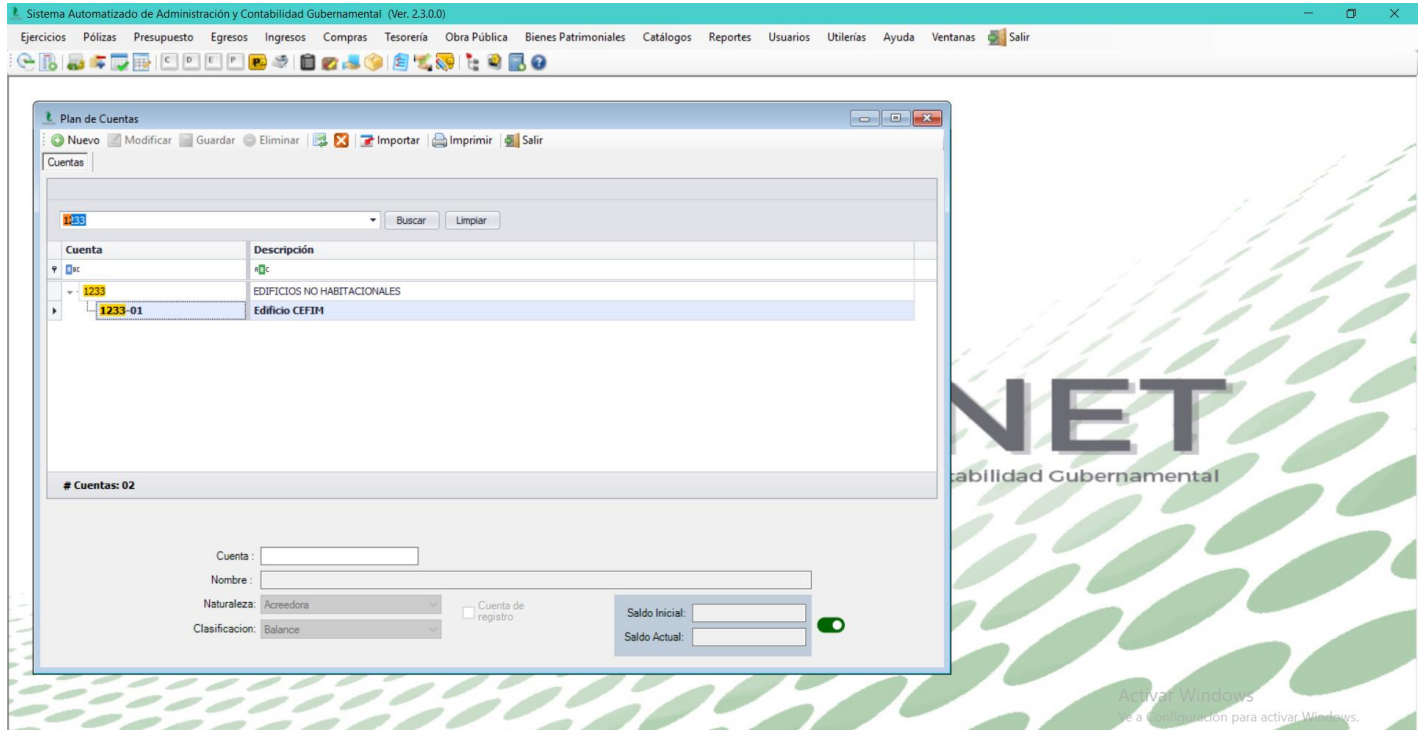 Sistema Automatizado de Administración y Contabilidad Gubernamental (Ver. 2.3.0.0)
Ejercicios Pólizas Presupuesto Egresos Ingresos Compras Tesorería Obra Pública Bienes Patrimoniales Catálogos Reportes Usuarios Utilerías Ayuda Ventanas Salir
C D E P P
Plan de Cuentas
Nuevo Modificar Guardar Eliminar Importar Imprimir Salir
Cuentas
1233 Buscar Limpiar
Cuenta Descripción
1233 EDIFICIOS NO HABITACIONALES
1233-01 Edificio CEFIM
NET
Contabilidad Gubernamental
# Cuentas: 02
Cuenta :
Nombre :
Naturaleza: Acreedora Cuenta de registro Saldo Inicial:
Clasificacion: Balance Saldo Actual:
Activar Windows
Ve a Configuración para activar Windows.